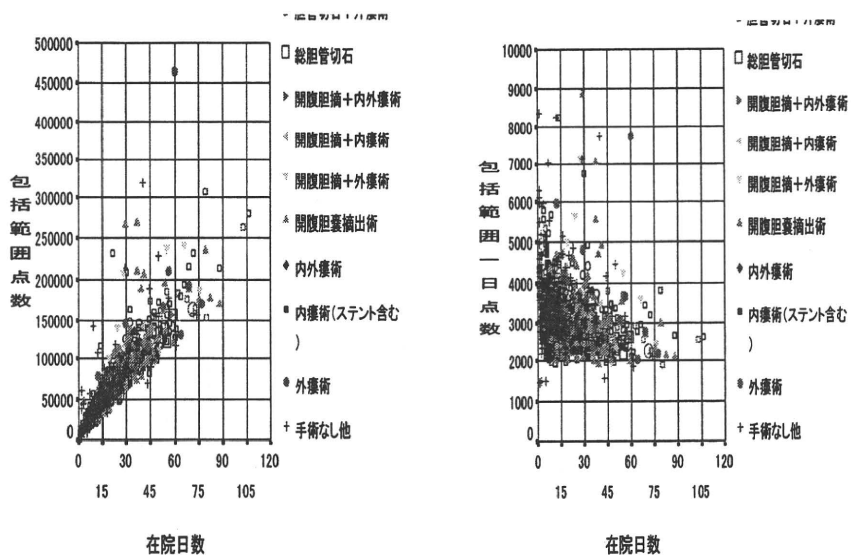 500000
450000
400000
350000
300000
250000
200000
150000
100000
50000
0
包括範囲点数
0 30 60 90 120
15 45 75 105
在院日数
総胆管切石
開腹胆摘+内外瘻術
開腹胆摘+内瘻術
開腹胆摘+外瘻術
開腹胆嚢摘出術
内外瘻術
内瘻術(ステント含む
)
外瘻術
手術なし他
10000
9000
8000
7000
6000
5000
4000
3000
2000
1000
0
包括範囲一日点数
0 30 60 90 120
15 45 75 105
在院日数
総胆管切石
開腹胆摘+内外瘻術
開腹胆摘+内瘻術
開腹胆摘+外瘻術
開腹胆嚢摘出術
内外瘻術
内瘻術(ステント含む
)
外瘻術
手術なし他